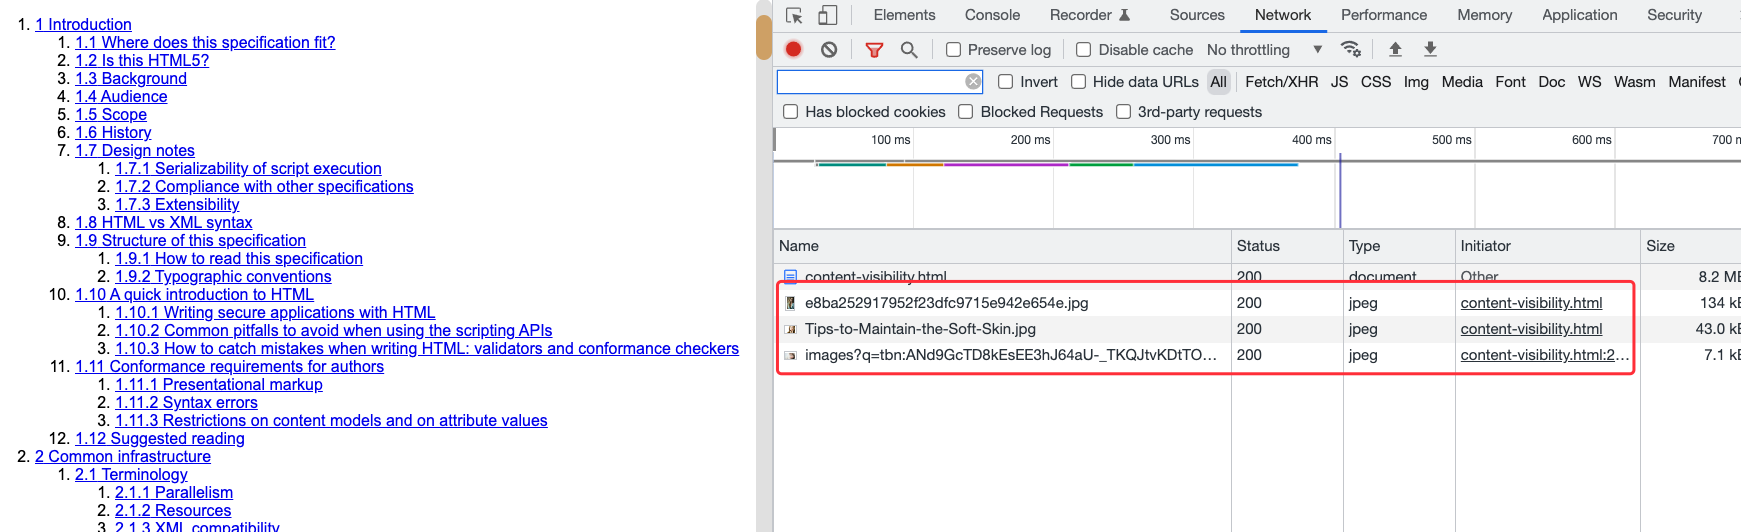 1. 1 Introduction
1. 1.1 Where does this specification fit?
2. 1.2 Is this HTML5?
3. 1.3 Background
4. 1.4 Audience
5. 1.5 Scope
6. 1.6 History
7. 1.7 Design notes
1. 1.7.1 Serializability of script execution
2. 1.7.2 Compliance with other specifications
3. 1.7.3 Extensibility
8. 1.8 HTML vs XML syntax
9. 1.9 Structure of this specification
1. 1.9.1 How to read this specification
2. 1.9.2 Typographic conventions
10. 1.10 A quick introduction to HTML
1. 1.10.1 Writing secure applications with HTML
2. 1.10.2 Common pitfalls to avoid when using the scripting APIs
3. 1.10.3 How to catch mistakes when writing HTML: validators and conformance checkers
11. 1.11 Conformance requirements for authors
1. 1.11.1 Presentational markup
2. 1.11.2 Syntax errors
3. 1.11.3 Restrictions on content models and on attribute values
12. 1.12 Suggested reading
2. 2 Common infrastructure
1. 2.1 Terminology
1. 2.1.1 Parallelism
2. 2.1.2 Resources
3. 2.1.3 XML compatibility
Elements Console Recorder Sources Network Performance Memory Application Security
Preserve log Disable cache No throttling
Invert Hide data URLs All Fetch/XHR JS CSS Img Media Font Doc WS Wasm Manifest
Has blocked cookies Blocked Requests 3rd-party requests
100 ms 200 ms 300 ms 400 ms 500 ms 600 ms 700
Name Status Type Initiator Size
content-visibility.html 200 document Other 8.2
e8ba252917952f23dfc9715e942e654e.jpg 200 jpeg content-visibility.html 134
Tips-to-Maintain-the-Soft-Skin.jpg 200 jpeg content-visibility.html 43.0
images?q=tbn:ANd9GcTD8kEsEE3hJ64aU-_TKQJtvKDtTO... 200 jpeg content-visibility.html:2... 7.1